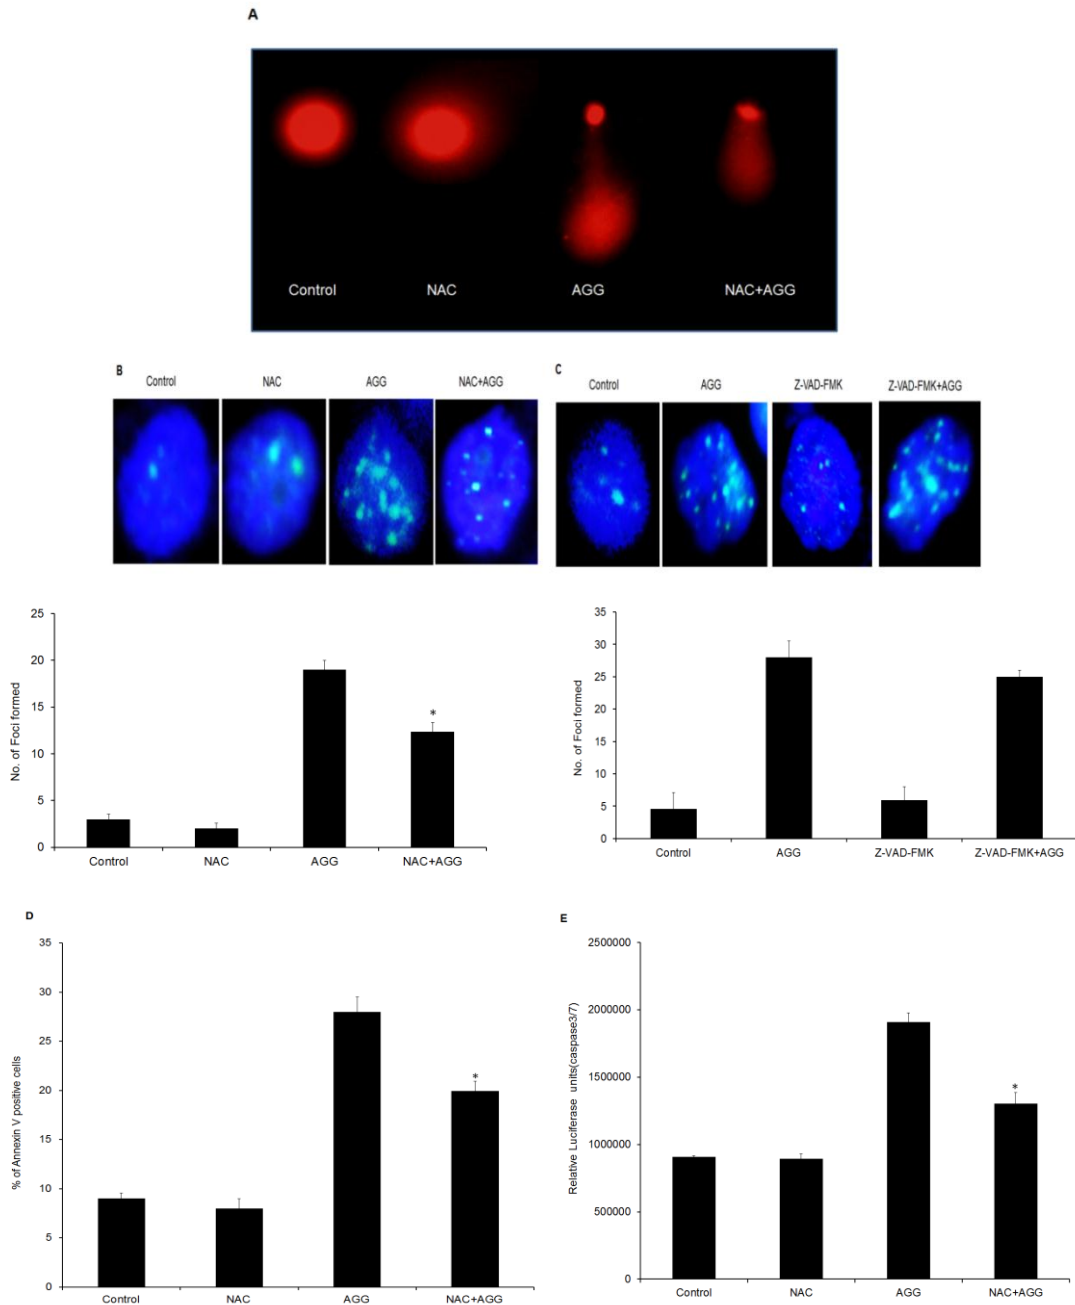 A
Control NAC AGG NAC+AGG
B
Control NAC AGG NAC+AGG
C
Control AGG Z-VAD-FMK Z-VAD-FMK+AGG
25
20
15
10
5
0
No. of Foci formed
*
Control NAC AGG NAC+AGG
35
30
25
20
15
10
5
0
No. of Foci formed
Control AGG Z-VAD-FMK Z-VAD-FMK+AGG
D
35
30
25
20
15
10
5
0
% of Annexin V positive cells
*
Control NAC AGG NAC+AGG
E
2500000
2000000
1500000
1000000
500000
0
Relative Luciferase units(caspase3/7)
*
Control NAC AGG NAC+AGG